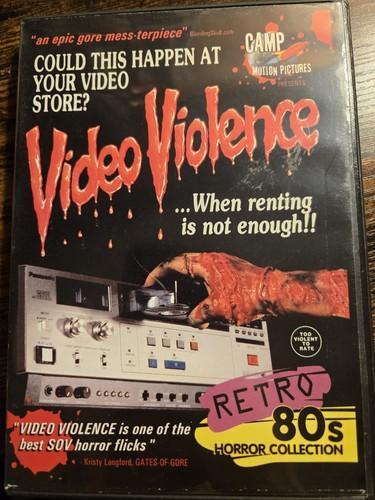 "an epic gore mess-terpiece" BleedingSkull.com
CAMP
MOTION PICTURES
PRESENTS
COULD THIS HAPPEN AT
YOUR VIDEO
STORE?
Video Violence
...When renting
is not enough!!
Panasonic
TOO
VIOLENT
TO
RATE
RETRO
80s
HORROR COLLECTION
"VIDEO VIOLENCE is one of the
best SOV horror flicks"
- Kristy Langford, GATES-OF-GORE